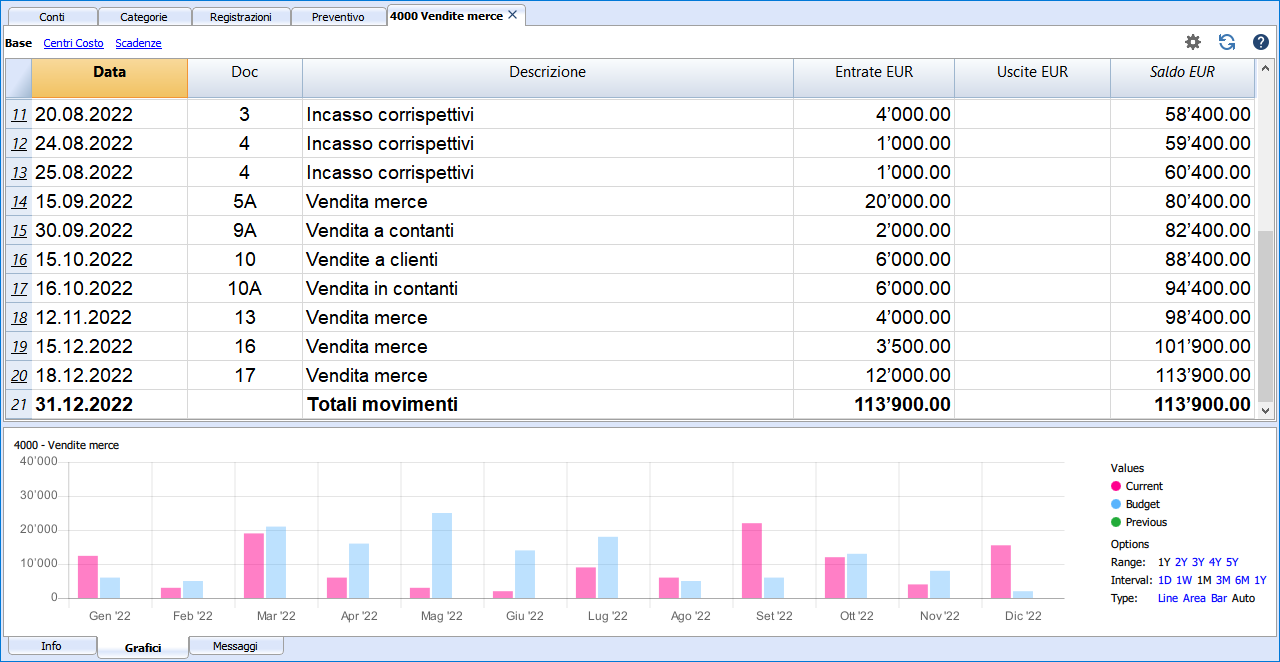 Conti Categorie Registrazioni Preventivo 4000 Vendite merce ✕
Base Centri Costo Scadenze ?
Data Doc Descrizione Entrate EUR Uscite EUR Saldo EUR
11 20.08.2022 3 Incasso corrispettivi 4’000.00 58’400.00
12 24.08.2022 4 Incasso corrispettivi 1’000.00 59’400.00
13 25.08.2022 4 Incasso corrispettivi 1’000.00 60’400.00
14 15.09.2022 5A Vendita merce 20’000.00 80’400.00
15 30.09.2022 9A Vendita a contanti 2’000.00 82’400.00
16 15.10.2022 10 Vendite a clienti 6’000.00 88’400.00
17 16.10.2022 10A Vendita in contanti 6’000.00 94’400.00
18 12.11.2022 13 Vendita merce 4’000.00 98’400.00
19 15.12.2022 16 Vendita merce 3’500.00 101’900.00
20 18.12.2022 17 Vendita merce 12’000.00 113’900.00
21 31.12.2022 Totali movimenti 113’900.00 113’900.00
4000 - Vendite merce
40’000
30’000
20’000
10’000
0
Gen '22 Feb '22 Mar '22 Apr '22 Mag '22 Giu '22 Lug '22 Ago '22 Set '22 Ott '22 Nov '22 Dic '22
Values
Current
Budget
Previous
Options
Range: 1Y 2Y 3Y 4Y 5Y
Interval: 1D 1W 1M 3M 6M 1Y
Type: Line Area Bar Auto
Info Grafici Messaggi